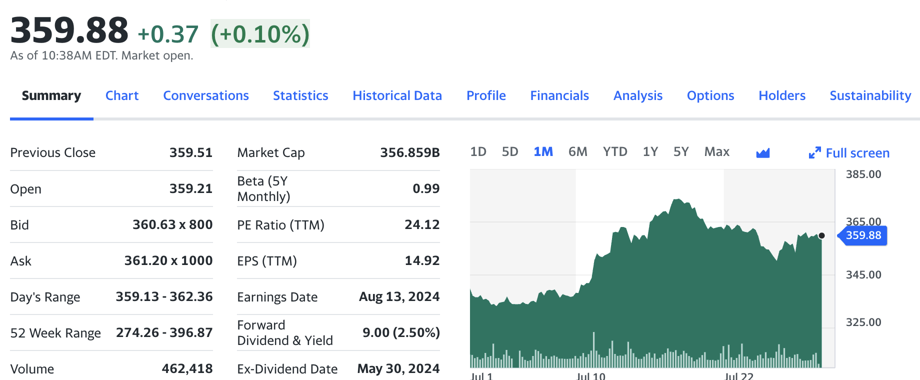 359.88 +0.37 (+0.10%)
As of 10:38AM EDT. Market open.
Summary Chart Conversations Statistics Historical Data Profile Financials Analysis Options Holders Sustainability
Previous Close 359.51
Open 359.21
Bid 360.63 x 800
Ask 361.20 x 1000
Day's Range 359.13 - 362.36
52 Week Range 274.26 - 396.87
Volume 462,418
Market Cap 356.859B
Beta (5Y
Monthly) 0.99
PE Ratio (TTM) 24.12
EPS (TTM) 14.92
Earnings Date Aug 13, 2024
Forward
Dividend & Yield 9.00 (2.50%)
Ex-Dividend Date May 30, 2024
1D 5D 1M 6M YTD 1Y 5Y Max Full screen
385.00
365.00
359.88
345.00
325.00
Jul 1 Jul 10 Jul 22